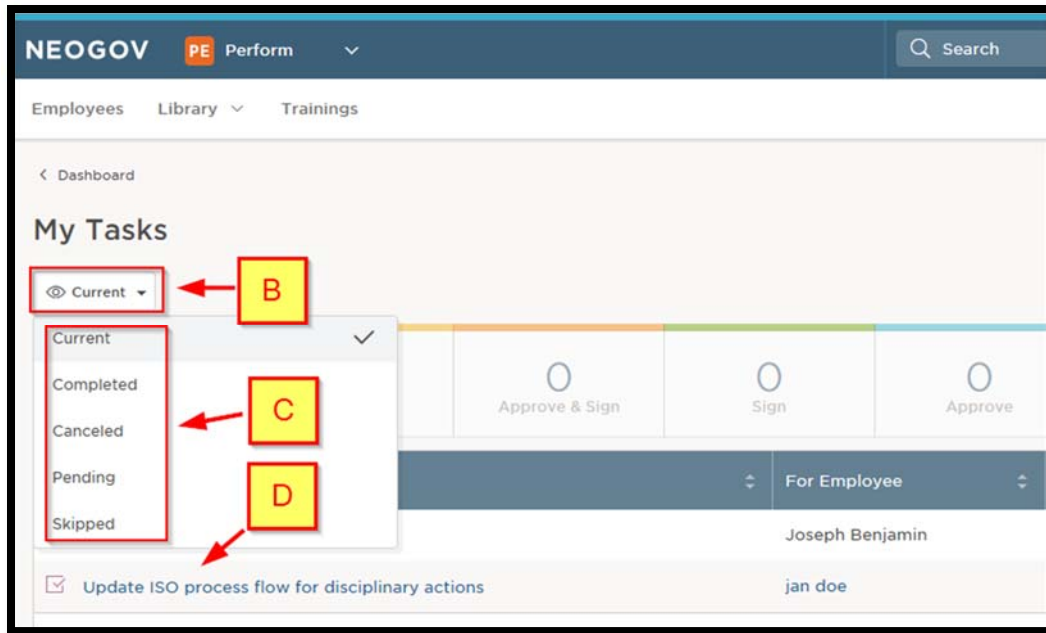 NEOGOV PE Perform Search
Employees Library Trainings
Dashboard
My Tasks
Current
B
Current
Completed
Canceled
Pending
Skipped
C
D
0 0 0
Approve & Sign Sign Approve
For Employee
Joseph Benjamin
Update ISO process flow for disciplinary actions jan doe